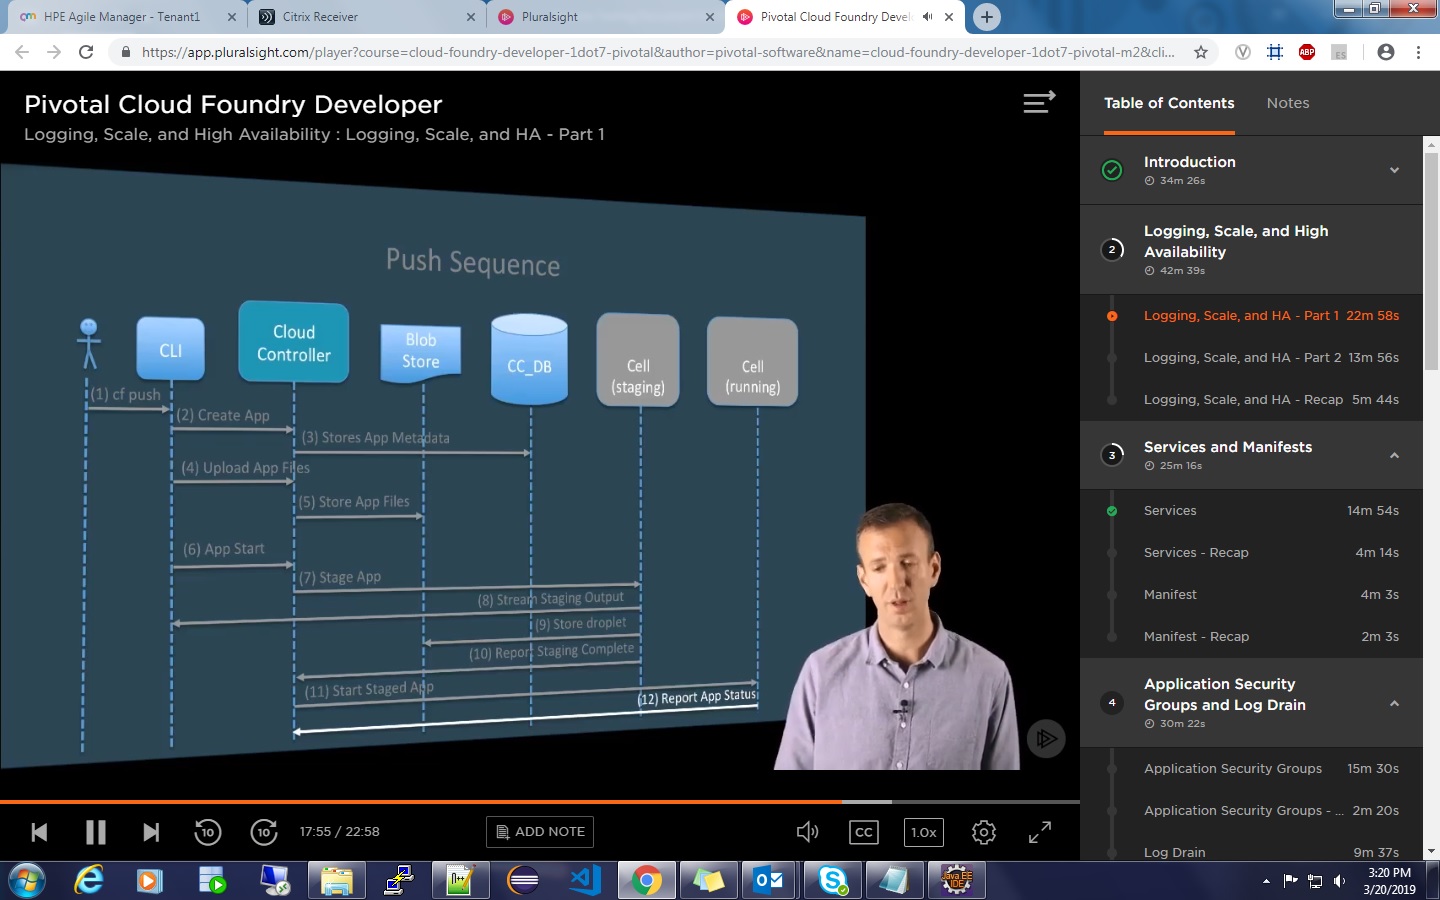 HPE Agile Manager - Tenant1
Citrix Receiver
Pluralsight
Pivotal Cloud Foundry Devel
https://app.pluralsight.com/player?course=cloud-foundry-developer-1dot7-pivotal&author=pivotal-software&name=cloud-foundry-developer-1dot7-pivotal-m2&cli...
ABP
ES
Pivotal Cloud Foundry Developer
Logging, Scale, and High Availability : Logging, Scale, and HA - Part 1
Push Sequence
CLI
Cloud
Controller
Blob
Store
CC_DB
Cell
(staging)
Cell
(running)
(1) cf push
(2) Create App
(3) Stores App Metadata
(4) Upload App Files
(5) Store App Files
(6) App Start
(7) Stage App
(8) Stream Staging Output
(9) Store droplet
(10) Report Staging Complete
(11) Start Staged App
(12) Report App Status
10
10
17:55 / 22:58
ADD NOTE
CC
1.0x
Table of Contents
Notes
Introduction
34m 26s
2
Logging, Scale, and High
Availability
42m 39s
Logging, Scale, and HA - Part 1 22m 58s
Logging, Scale, and HA - Part 2 13m 56s
Logging, Scale, and HA - Recap 5m 44s
3
Services and Manifests
25m 16s
Services 14m 54s
Services - Recap 4m 14s
Manifest 4m 3s
Manifest - Recap 2m 3s
4
Application Security
Groups and Log Drain
30m 22s
Application Security Groups 15m 30s
Application Security Groups - ... 2m 20s
Log Drain 9m 37s
Java EE
IDE
3:20 PM
3/20/2019